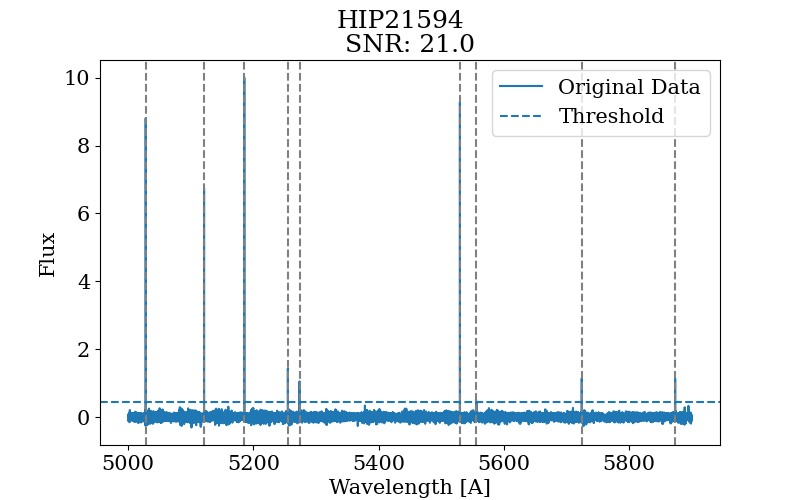 HIP21594
SNR: 21.0
Original Data
Threshold
10
8
6
4
2
0
Flux
5000 5200 5400 5600 5800
Wavelength [A]